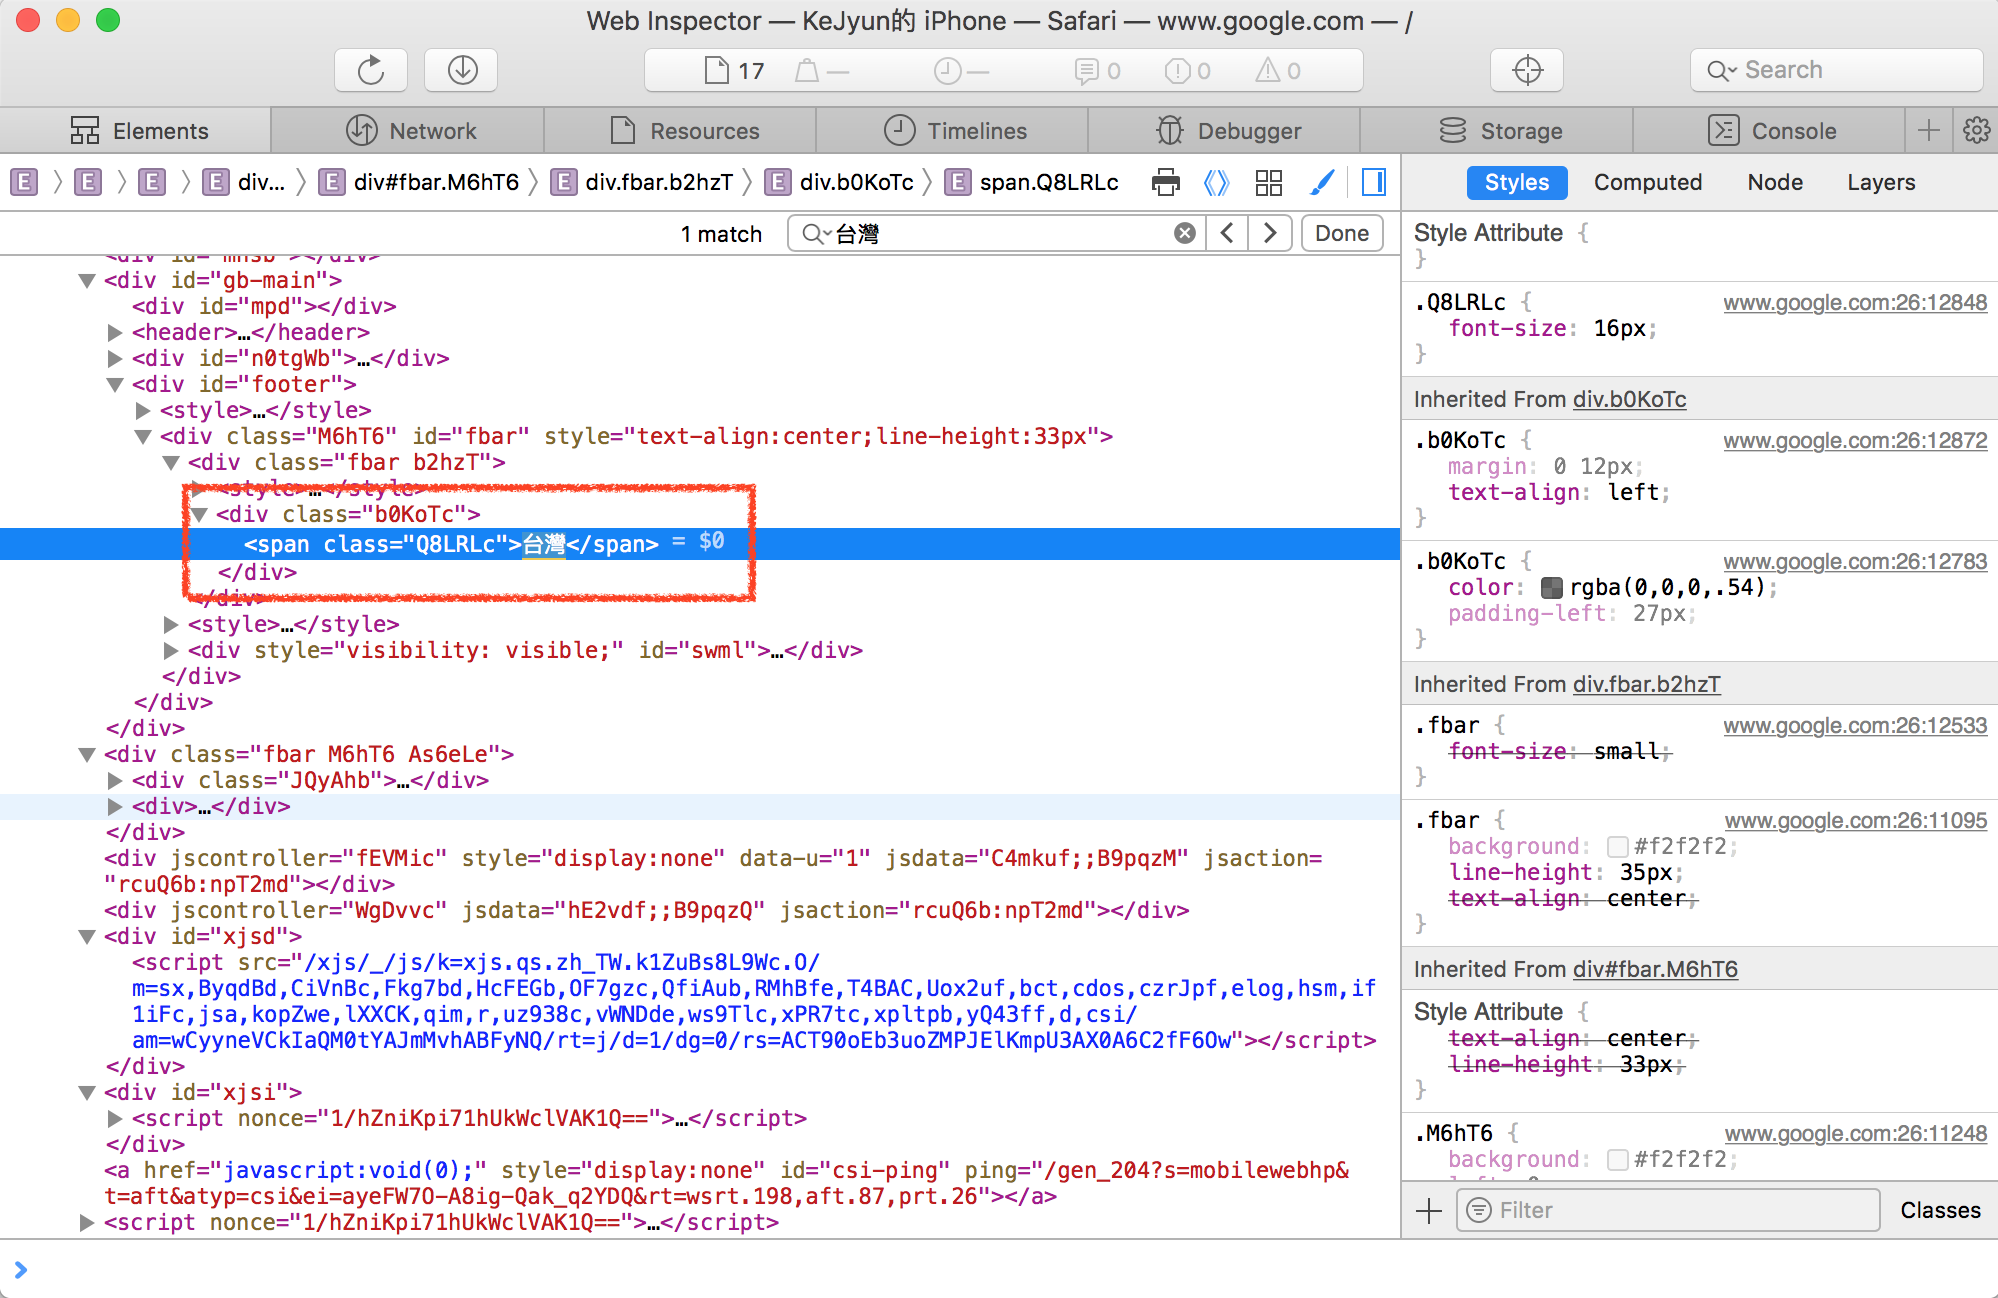 Web Inspector — KeJyun的 iPhone — Safari — www.google.com — /
17 — — 0 0 0 Search
Elements Network Resources Timelines Debugger Storage Console
E E E E div... E div#fbar.M6hT6 E div.fbar.b2hzT E div.b0KoTc E span.Q8LRLc
Styles Computed Node Layers
1 match 台灣 Done
<div id="mnsb"></div>
<div id="gb-main">
<div id="mpd"></div>
<header>…</header>
<div id="n0tgWb">…</div>
<div id="footer">
<style>…</style>
<div class="M6hT6" id="fbar" style="text-align:center;line-height:33px">
<div class="fbar b2hzT">
<style>…</style>
<div class="b0KoTc">
<span class="Q8LRLc">台灣</span> = $0
</div>
</div>
<style>…</style>
<div style="visibility: visible;" id="swml">…</div>
</div>
</div>
</div>
<div class="fbar M6hT6 As6eLe">
<div class="JQyAhb">…</div>
<div>…</div>
</div>
<div jscontroller="fEVMic" style="display:none" data-u="1" jsdata="C4mkuf;;B9pqzM" jsaction=
"rcuQ6b:npT2md"></div>
<div jscontroller="WgDvvc" jsdata="hE2vdf;;B9pqzQ" jsaction="rcuQ6b:npT2md"></div>
<div id="xjsd">
<script src="/xjs/_/js/k=xjs.qs.zh_TW.k1ZuBs8L9Wc.O/
m=sx,ByqdBd,CiVnBc,Fkg7bd,HcFEGb,OF7gzc,QfiAub,RMhBfe,T4BAC,Uox2uf,bct,cdos,czrJpf,elog,hsm,if
1iFc,jsa,kopZwe,lXXCK,qim,r,uz938c,vWNDde,ws9Tlc,xPR7tc,xpltpb,yQ43ff,d,csi/
am=wCyyneVCkIaQM0tYAJmMvhABFyNQ/rt=j/d=1/dg=0/rs=ACT90oEb3uoZMPJElKmpU3AX0A6C2fF6Ow"></script>
</div>
<div id="xjsi">
<script nonce="1/hZniKpi71hUkWclVAK1Q==">…</script>
</div>
<a href="javascript:void(0);" style="display:none" id="csi-ping" ping="/gen_204?s=mobilewebhp&
t=aft&atyp=csi&ei=ayeFW7O-A8ig-Qak_q2YDQ&rt=wsrt.198,aft.87,prt.26"></a>
<script nonce="1/hZniKpi71hUkWclVAK1Q==">…</script>
Style Attribute {
}
.Q8LRLc { www.google.com:26:12848
font-size: 16px;
}
Inherited From div.b0KoTc
.b0KoTc { www.google.com:26:12872
margin: 0 12px;
text-align: left;
}
.b0KoTc { www.google.com:26:12783
color: rgba(0,0,0,.54);
padding-left: 27px;
}
Inherited From div.fbar.b2hzT
.fbar { www.google.com:26:12533
font-size: small;
}
.fbar { www.google.com:26:11095
background: #f2f2f2;
line-height: 35px;
text-align: center;
}
Inherited From div#fbar.M6hT6
Style Attribute {
text-align: center;
line-height: 33px;
}
.M6hT6 { www.google.com:26:11248
background: #f2f2f2;
Filter Classes